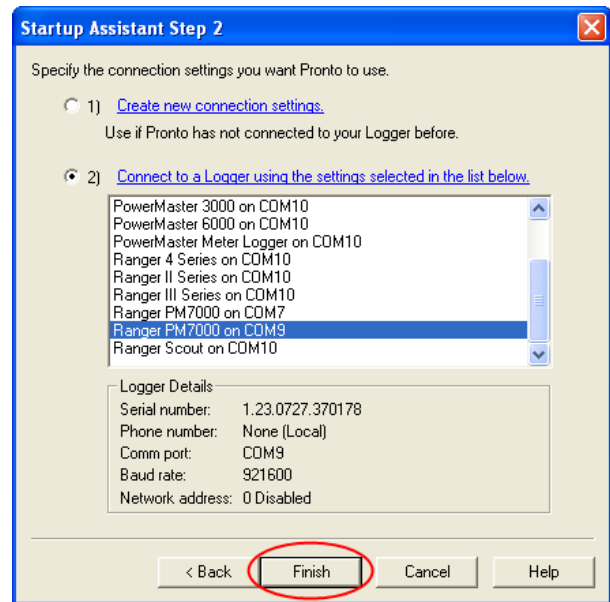 Startup Assistant Step 2
Specify the connection settings you want Pronto to use.
1) Create new connection settings.
Use if Pronto has not connected to your Logger before.
2) Connect to a Logger using the settings selected in the list below.
PowerMaster 3000 on COM10
PowerMaster 6000 on COM10
PowerMaster Meter Logger on COM10
Ranger 4 Series on COM10
Ranger II Series on COM10
Ranger III Series on COM10
Ranger PM7000 on COM7
Ranger PM7000 on COM9
Ranger Scout on COM10
Logger Details
Serial number: 1.23.0727.370178
Phone number: None (Local)
Comm port: COM9
Baud rate: 921600
Network address: 0 Disabled
< Back Finish Cancel Help